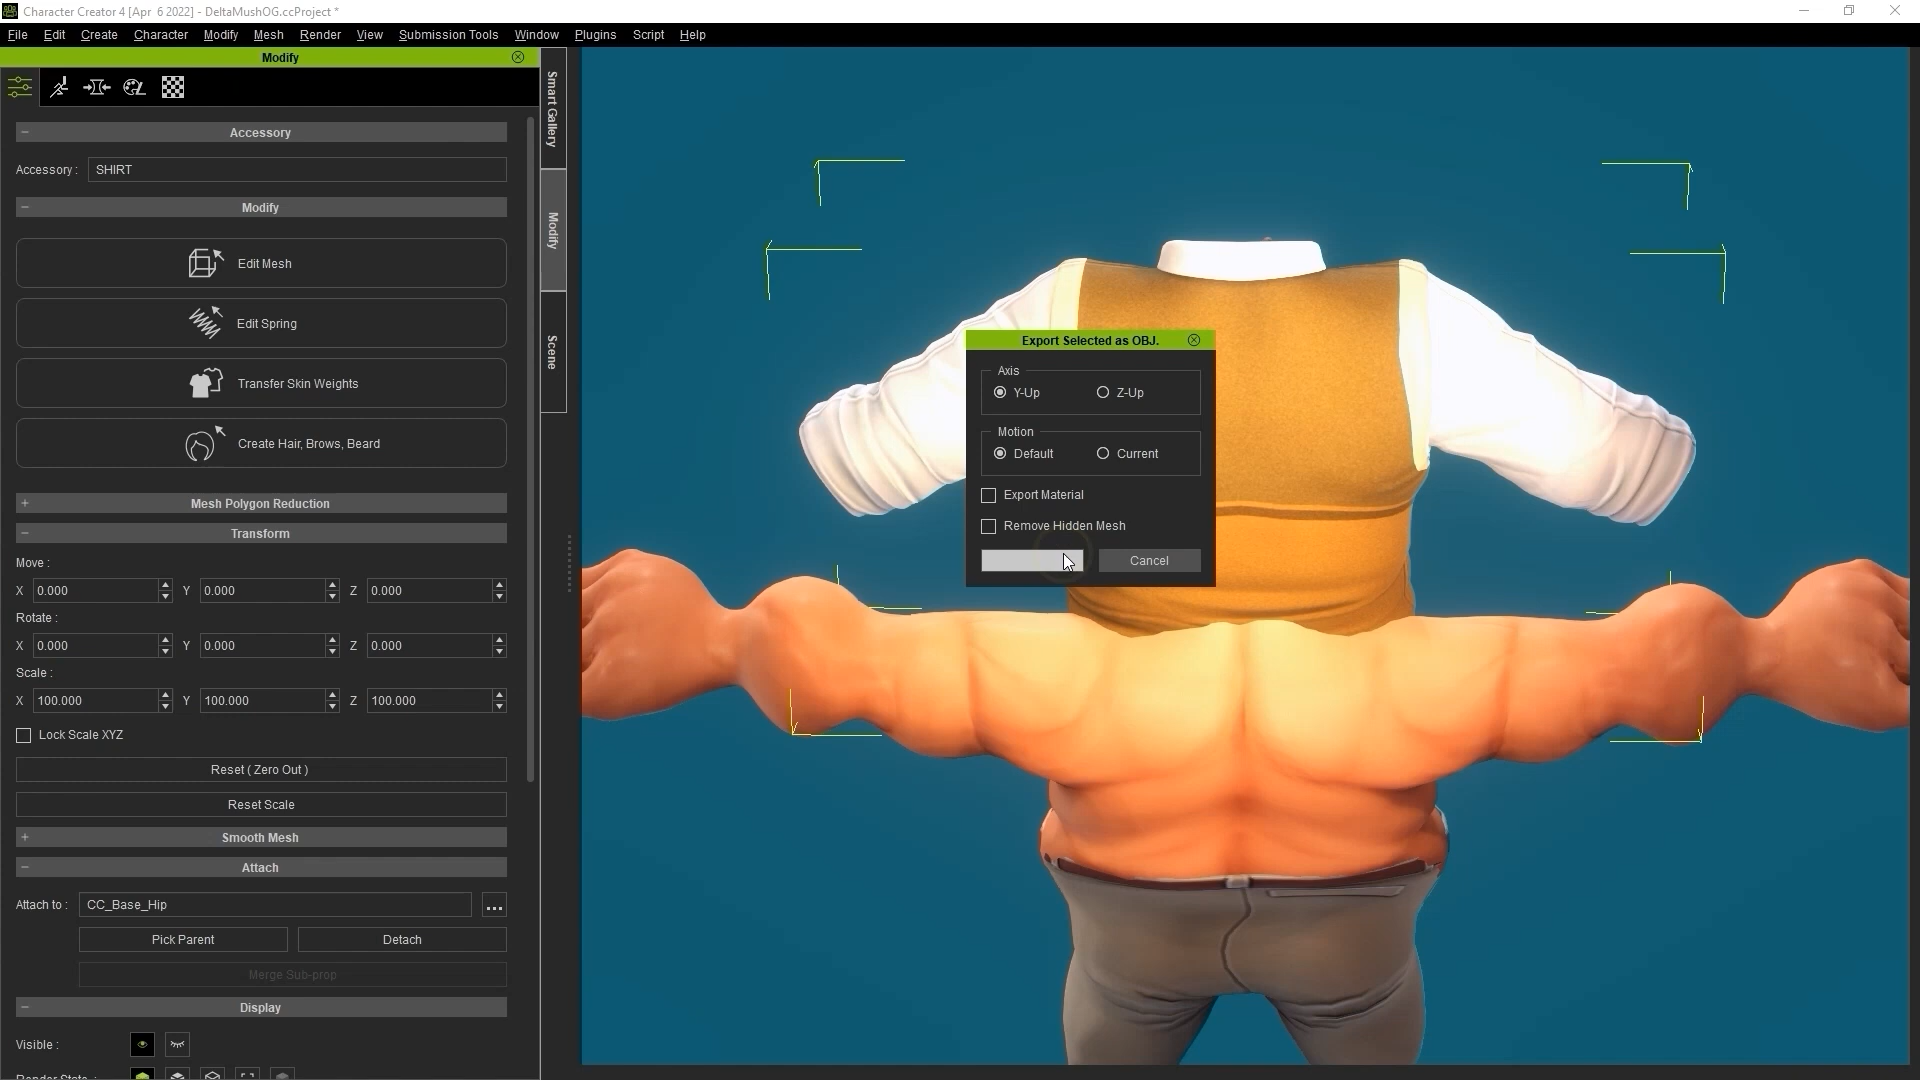 Character Creator 4 [Apr  6 2022] - DeltaMushOG.ccProject *
File Edit Create Character Modify Mesh Render View Submission Tools Window Plugins Script Help
Modify
Smart Gallery
Modify
Scene
Accessory
Accessory : SHIRT
Modify
Edit Mesh
Edit Spring
Transfer Skin Weights
Create Hair, Brows, Beard
Mesh Polygon Reduction
Transform
Move :
X 0.000 Y 0.000 Z 0.000
Rotate :
X 0.000 Y 0.000 Z 0.000
Scale :
X 100.000 Y 100.000 Z 100.000
Lock Scale XYZ
Reset ( Zero Out )
Reset Scale
Smooth Mesh
Attach
Attach to : CC_Base_Hip ...
Pick Parent Detach
Merge Sub-prop
Display
Visible :
Render State :
Export Selected as OBJ.
Axis
Y-Up Z-Up
Motion
Default Current
Export Material
Remove Hidden Mesh
Cancel